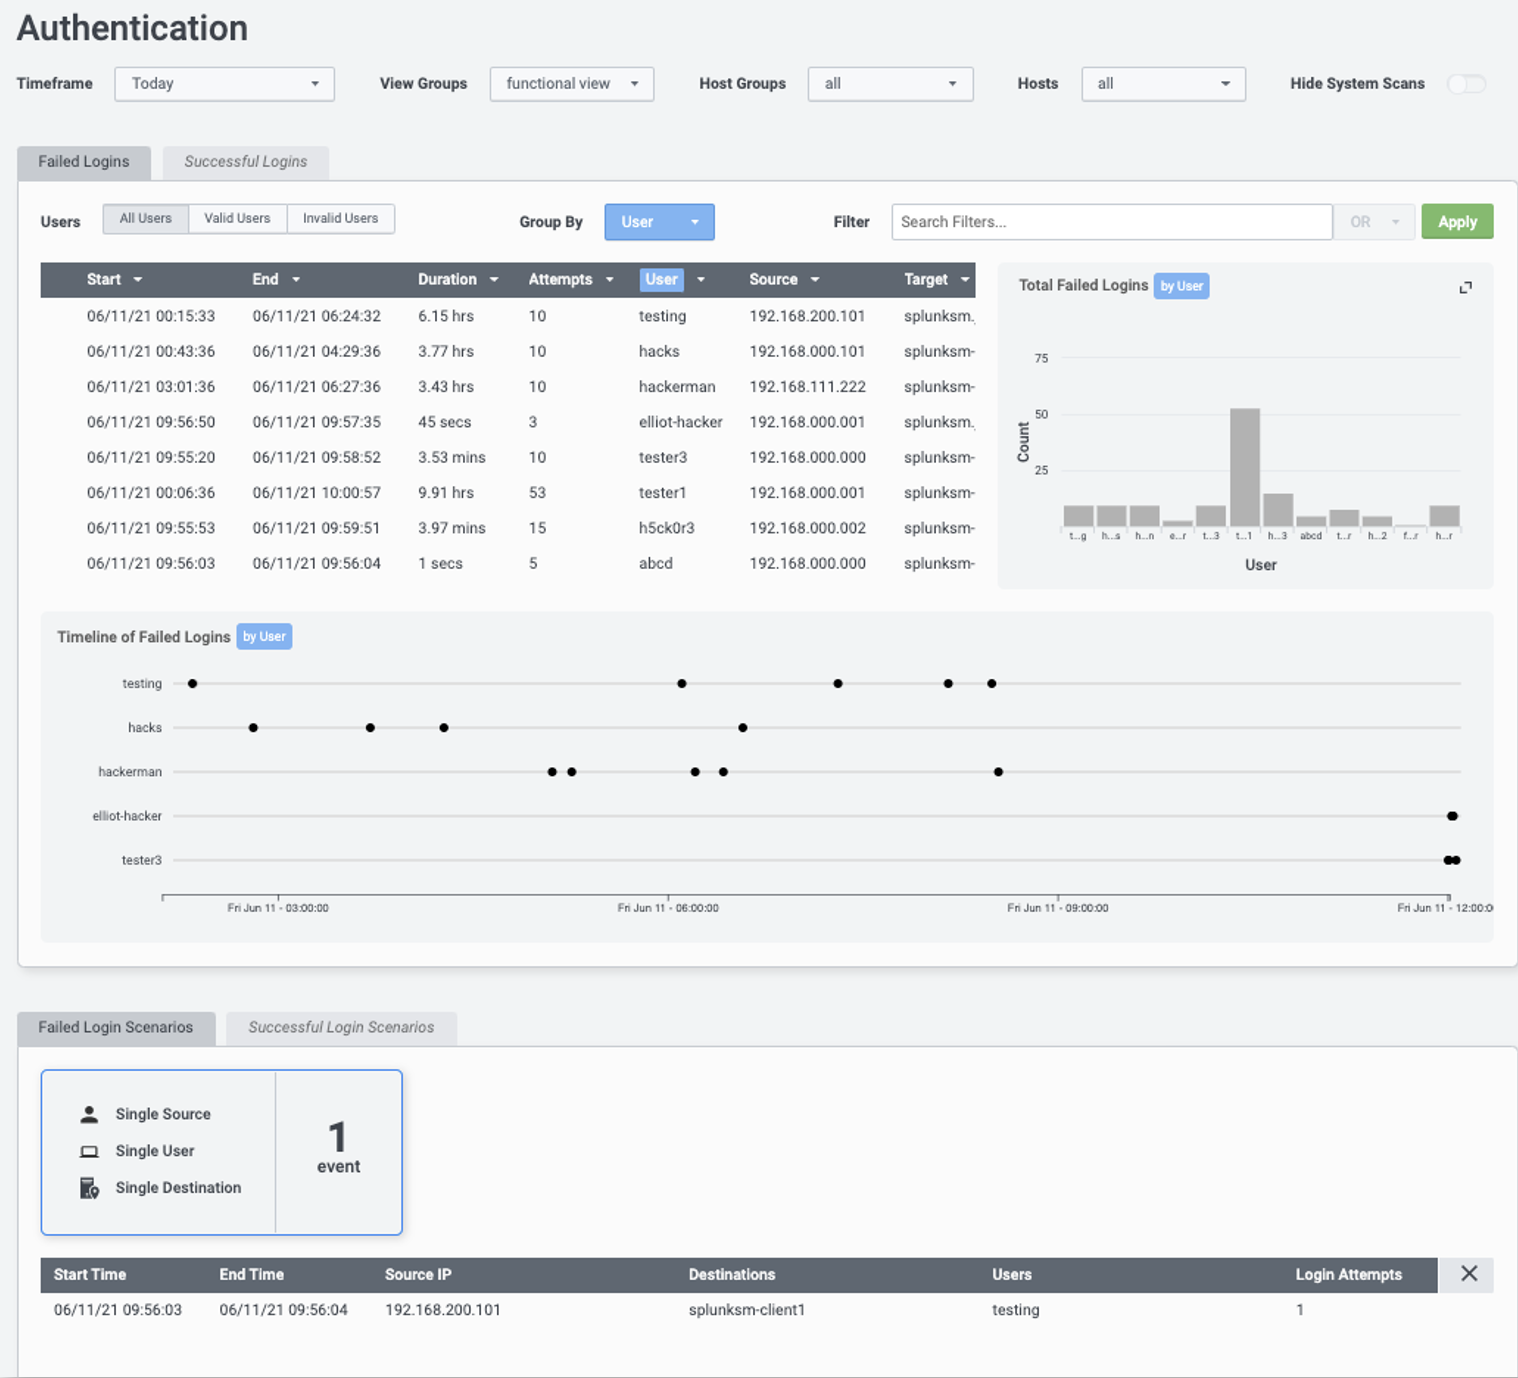 Authentication
Timeframe Today View Groups functional view Host Groups all Hosts all Hide System Scans
Failed Logins Successful Logins
Users All Users Valid Users Invalid Users Group By User Filter Search Filters... OR Apply
Start End Duration Attempts User Source Target
06/11/21 00:15:33 06/11/21 06:24:32 6.15 hrs 10 testing 192.168.200.101 splunksm.
06/11/21 00:43:36 06/11/21 04:29:36 3.77 hrs 10 hacks 192.168.000.101 splunksm-
06/11/21 03:01:36 06/11/21 06:27:36 3.43 hrs 10 hackerman 192.168.111.222 splunksm-
06/11/21 09:56:50 06/11/21 09:57:35 45 secs 3 elliot-hacker 192.168.000.001 splunksm.
06/11/21 09:55:20 06/11/21 09:58:52 3.53 mins 10 tester3 192.168.000.000 splunksm-
06/11/21 00:06:36 06/11/21 10:00:57 9.91 hrs 53 tester1 192.168.000.001 splunksm-
06/11/21 09:55:53 06/11/21 09:59:51 3.97 mins 15 h5ck0r3 192.168.000.002 splunksm-
06/11/21 09:56:03 06/11/21 09:56:04 1 secs 5 abcd 192.168.000.000 splunksm-
Total Failed Logins by User
75
50
25
Count
t...g h...s h...n e...r t...3 t...1 h...3 abcd t...r h...2 f...r h...r
User
Timeline of Failed Logins by User
testing
hacks
hackerman
elliot-hacker
tester3
Fri Jun 11 - 03:00:00 Fri Jun 11 - 06:00:00 Fri Jun 11 - 09:00:00 Fri Jun 11 - 12:00:0
Failed Login Scenarios Successful Login Scenarios
Single Source
Single User
Single Destination
1
event
Start Time End Time Source IP Destinations Users Login Attempts
06/11/21 09:56:03 06/11/21 09:56:04 192.168.200.101 splunksm-client1 testing 1